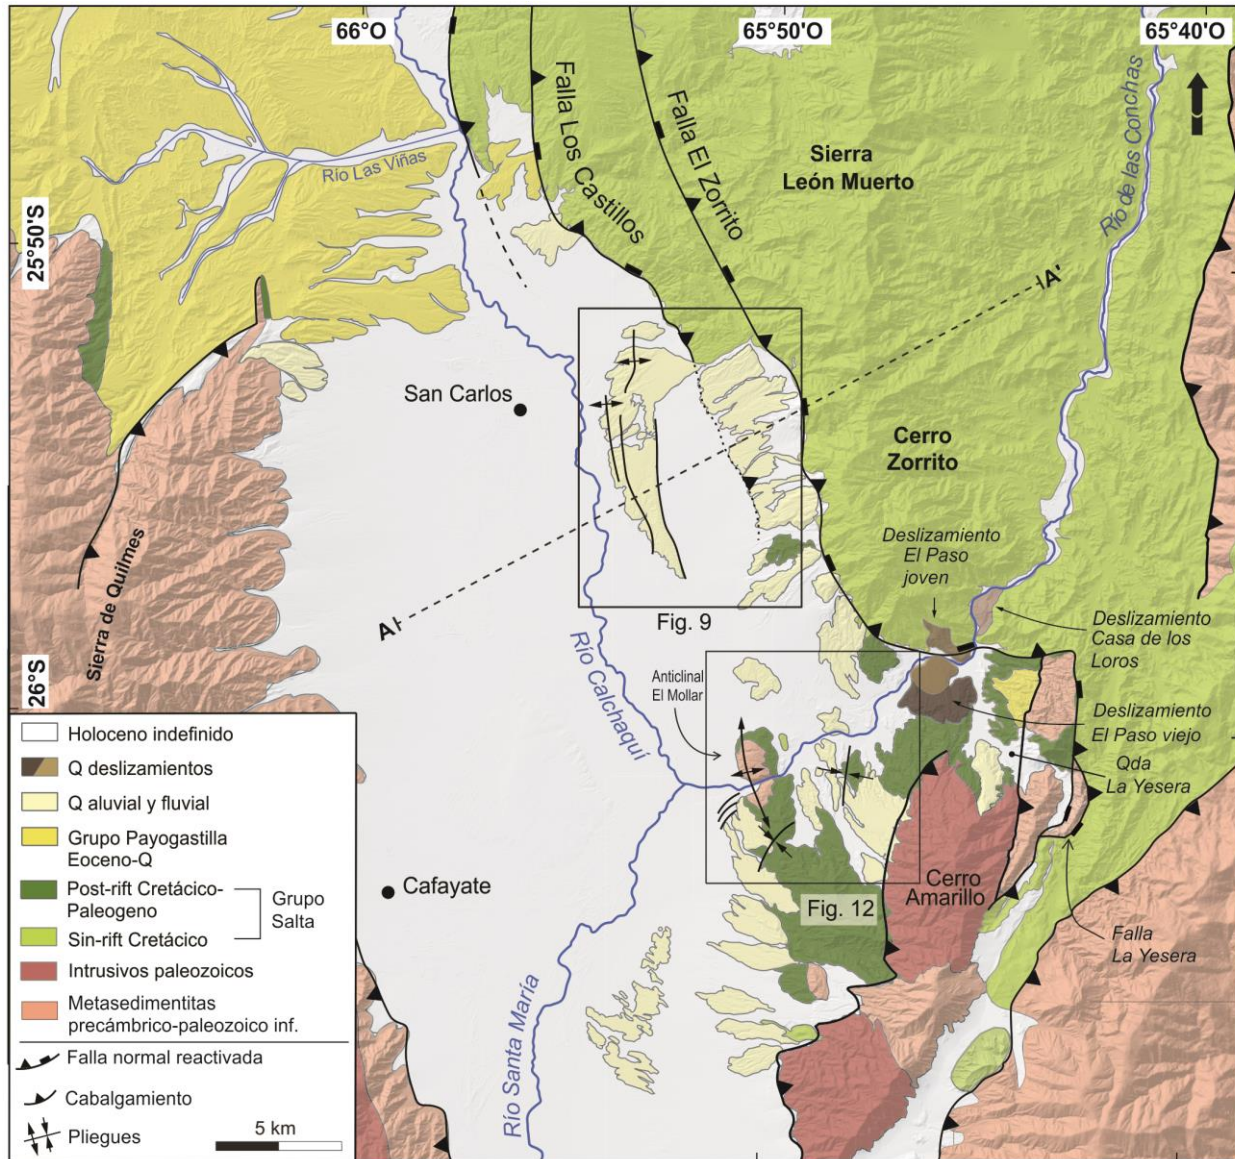 66°O
65°50'O
65°40'O
Falla Los Castillos
Falla El Zorrito
Río de las Conchas
Sierra
León Muerto
Río Las Viñas
25°50'S
A'
San Carlos
Cerro
Zorrito
Sierra de Quilmes
Deslizamiento
El Paso
joven
A
Fig. 9
Deslizamiento
Casa de los
Loros
Río Calchaquí
26°S
Anticlinal
El Mollar
Deslizamiento
El Paso viejo
Qda
La Yesera
Cafayate
Cerro
Amarillo
Fig. 12
Falla
La Yesera
Río Santa María
Holoceno indefinido
Q deslizamientos
Q aluvial y fluvial
Grupo Payogastilla
Eoceno-Q
Post-rift Cretácico-
Paleogeno
Grupo
Salta
Sin-rift Cretácico
Intrusivos paleozoicos
Metasedimentitas
precámbrico-paleozoico inf.
Falla normal reactivada
Cabalgamiento
Pliegues
5 km